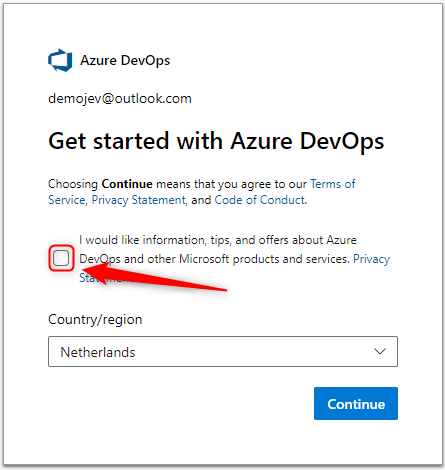 Azure DevOps
demojev@outlook.com
Get started with Azure DevOps
Choosing Continue means that you agree to our Terms of
Service, Privacy Statement, and Code of Conduct.
I would like information, tips, and offers about Azure
DevOps and other Microsoft products and services. Privacy
Country/region
Netherlands
Continue